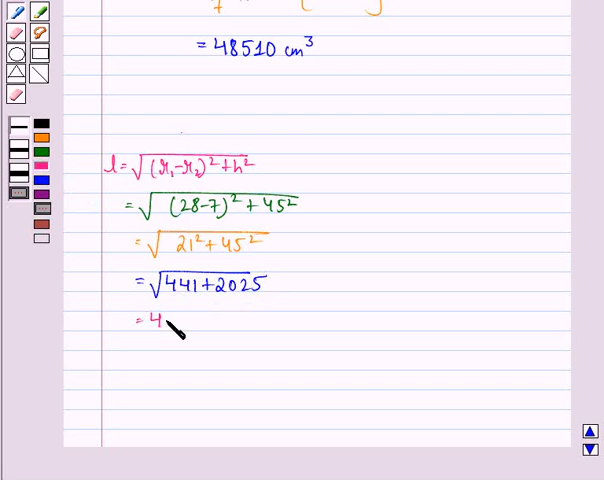 = 48510 cm³
l = √(r₁-r₂)² + h²
= √(28-7)² + 45²
= √21² + 45²
= √441+2025
= 4